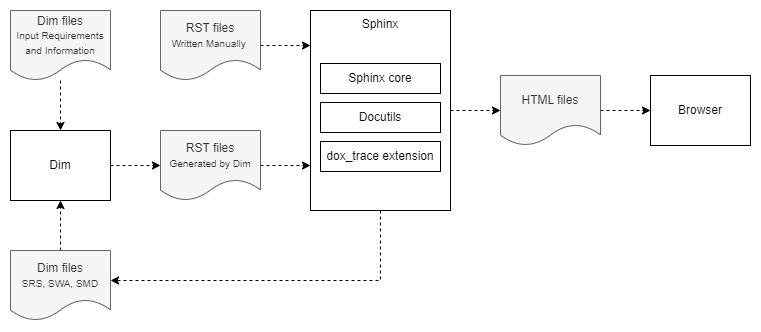 Dim files
Input Requirements
and Information
RST files
Written Manually
Sphinx
Sphinx core
Docutils
dox_trace extension
HTML files
Browser
Dim
RST files
Generated by Dim
Dim files
SRS, SWA, SMD